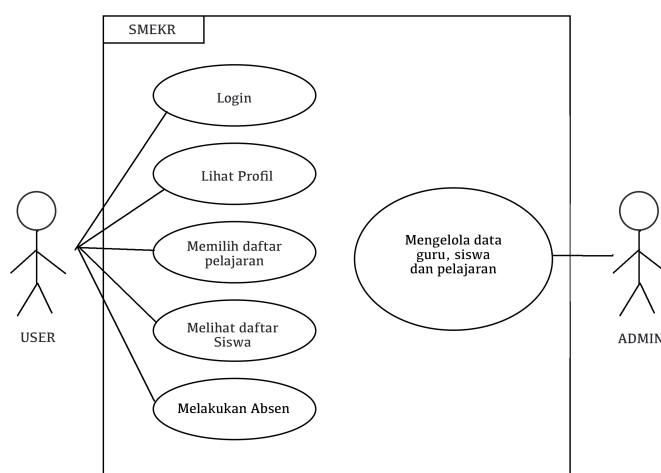 SMEKR
Login
Lihat Profil
Memilih daftar
pelajaran
Melihat daftar
Siswa
Melakukan Absen
Mengelola data
guru, siswa
dan pelajaran
USER
ADMIN